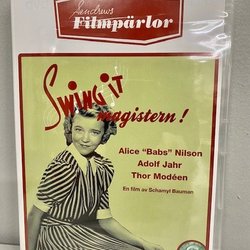 Sandrews
Filmpärlor
Swing it
magistern!
Alice "Babs" Nilson
Adolf Jahr
Thor Modéen
En film av Schamyl Bauman